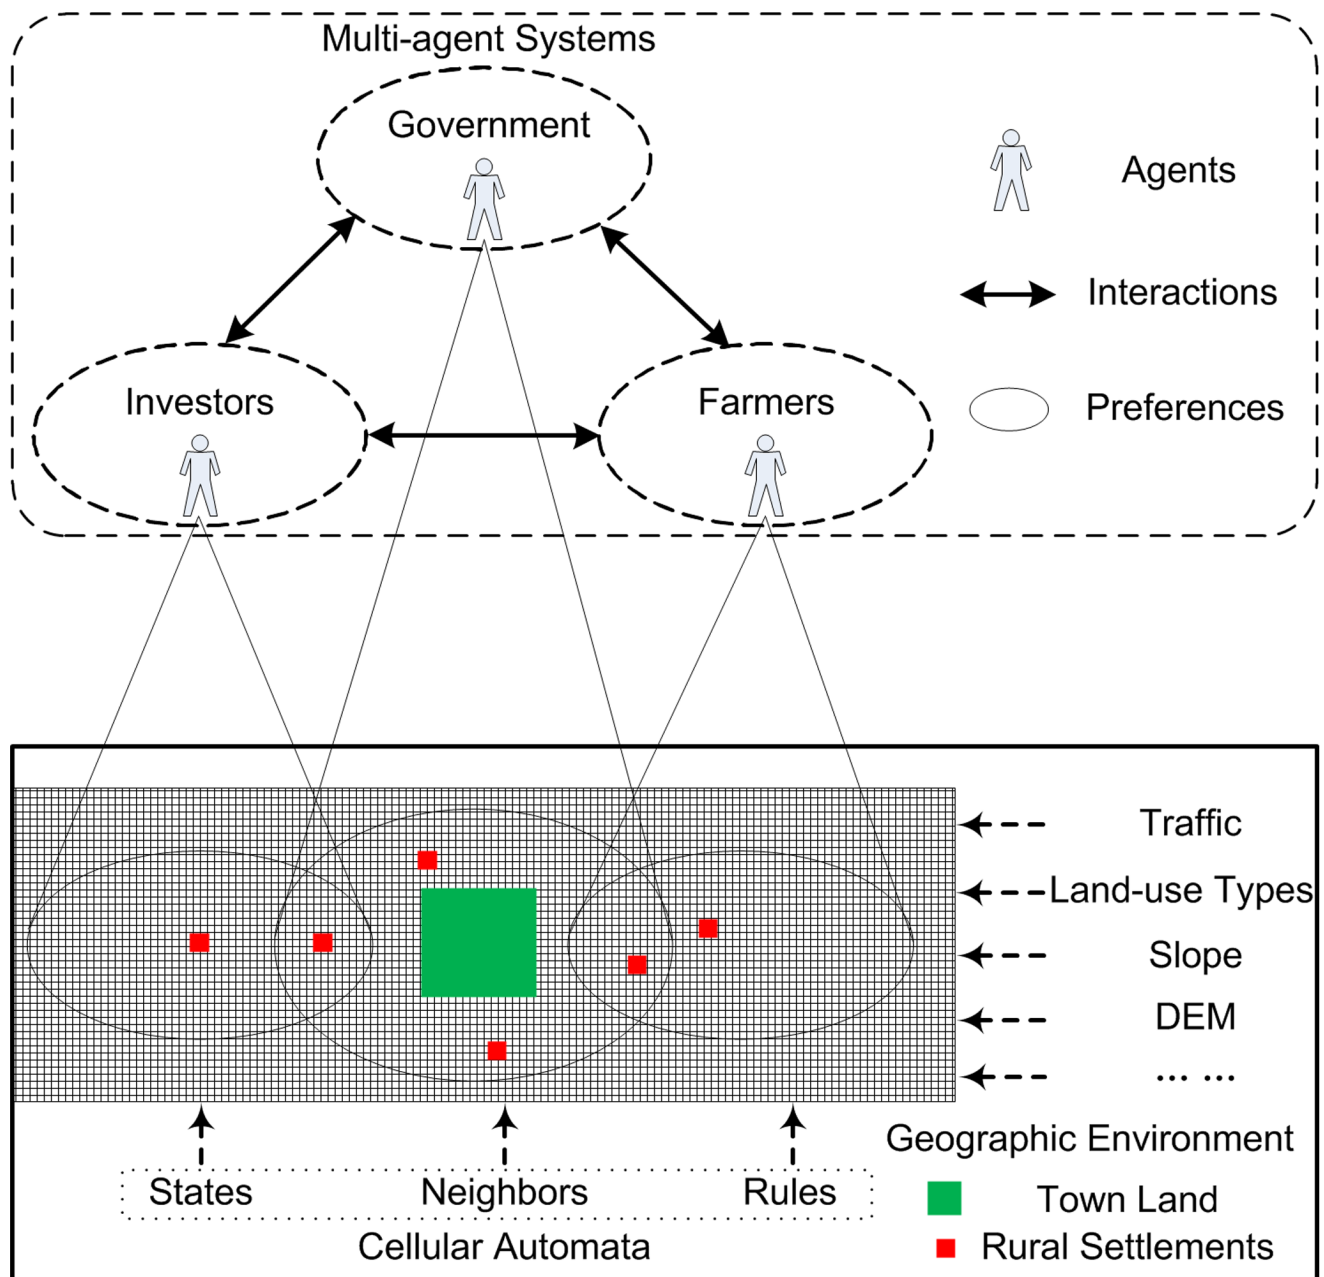 Multi-agent Systems
Government
Agents
Interactions
Investors
Farmers
Preferences
Traffic
Land-use Types
Slope
DEM
... ...
Geographic Environment
States
Neighbors
Rules
Town Land
Cellular Automata
Rural Settlements